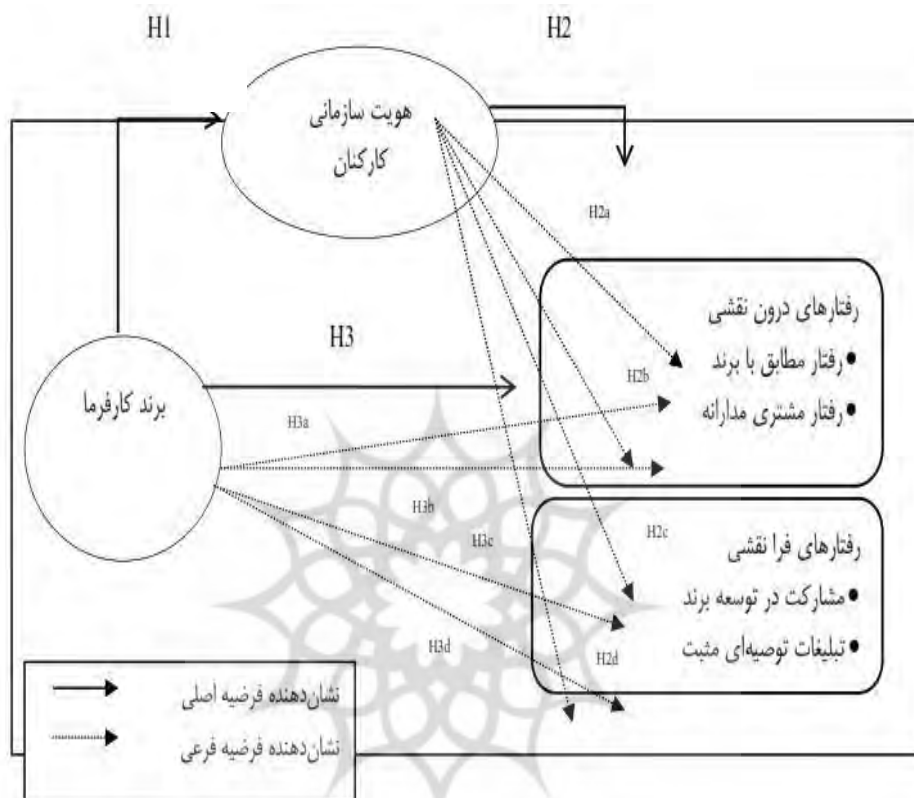 H1
H2
هویت سازمانی
کارکنان
H2a
رفتارهای درون نقشی
• رفتار مطابق با برند
• رفتار مشتری مدارانه
H3
H2b
برند کارفرما
H3a
H3b
H3c
H2c
رفتارهای فرا نقشی
• مشارکت در توسعه برند
• تبلیغات توصیه‌ای مثبت
H3d
H2d
نشان‌دهنده فرضیه اصلی
نشان‌دهنده فرضیه فرعی